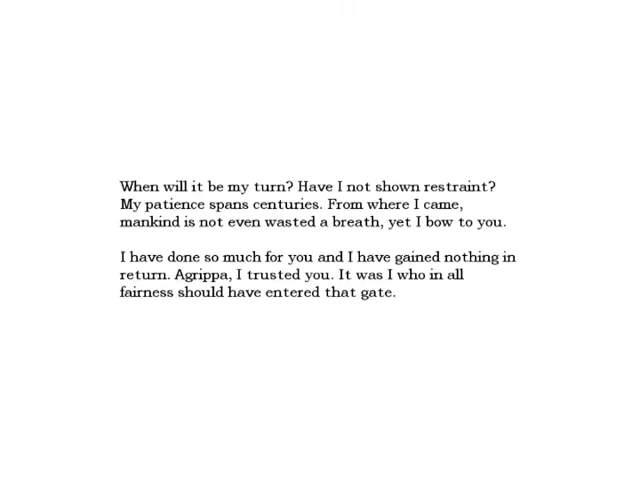 When will it be my turn? Have I not shown restraint?
My patience spans centuries. From where I came,
mankind is not even wasted a breath, yet I bow to you.
I have done so much for you and I have gained nothing in
return. Agrippa, I trusted you. It was I who in all
fairness should have entered that gate.